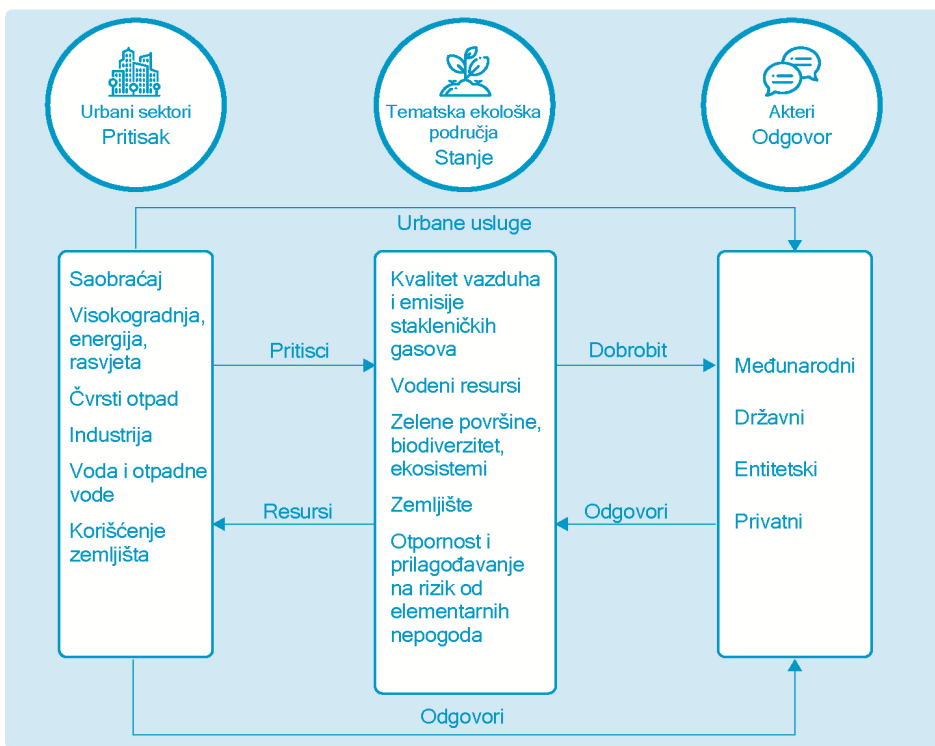 Urbani sektori
Pritisak
Tematska ekološka
područja
Stanje
Akteri
Odgovor
Urbane usluge
Saobraćaj
Visokogradnja,
energija,
rasvjeta
Čvrsti otpad
Industrija
Voda i otpadne
vode
Korišćenje
zemljišta
Pritisci
Resursi
Kvalitet vazduha
i emisije
stakleničkih
gasova
Vodeni resursi
Zelene površine,
biodiverzitet,
ekosistemi
Zemljište
Otpornost i
prilagođavanje
na rizik od
elementarnih
nepogoda
Dobrobit
Odgovori
Međunarodni
Državni
Entitetski
Privatni
Odgovori